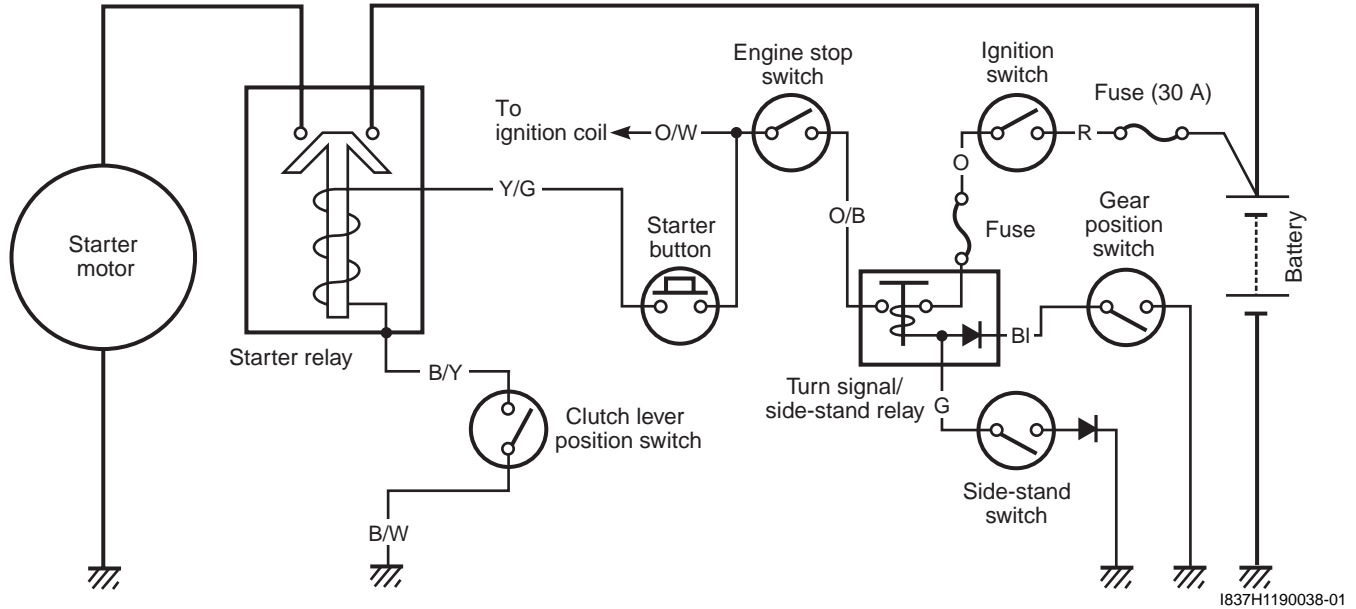 Engine stop
switch
Ignition
switch
Fuse (30 A)
To
ignition coil
O/W
R
O
Y/G
O/B
Starter
button
Fuse
Gear
position
switch
Battery
Starter
motor
Starter relay
Bl
B/Y
Turn signal/
side-stand relay
G
Clutch lever
position switch
Side-stand
switch
B/W
I837H1190038-01